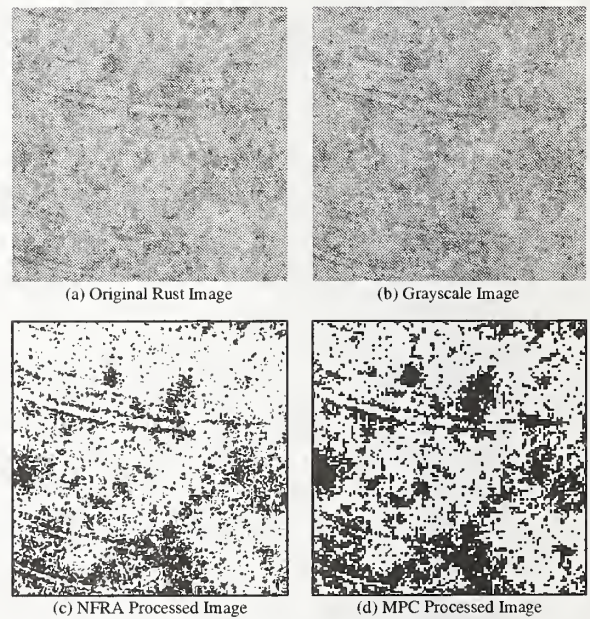 (a) Original Rust Image
(b) Grayscale Image
(c) NFRA Processed Image
(d) MPC Processed Image